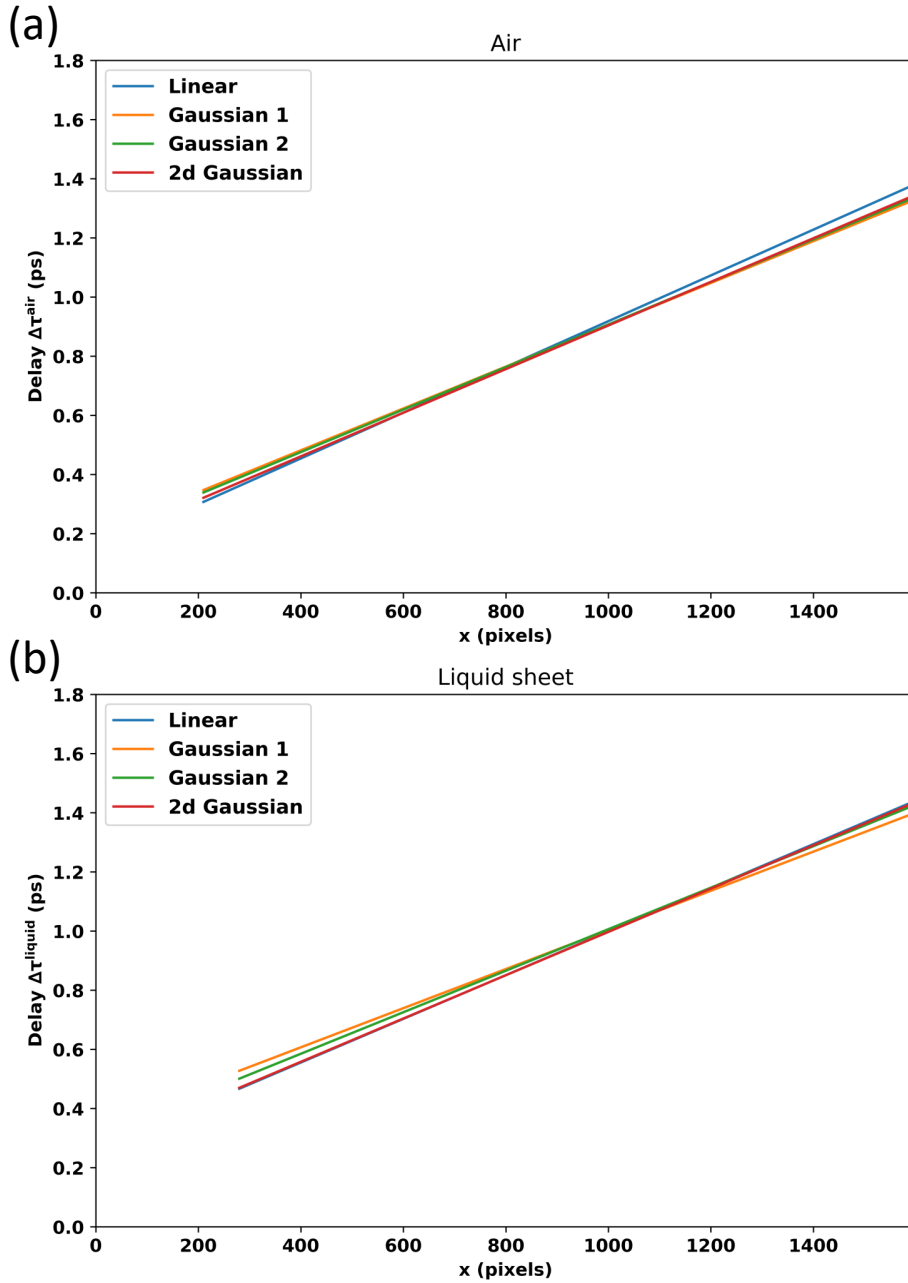 (a)
Air
1.8
1.6
1.4
1.2
1.0
0.8
0.6
0.4
0.2
0.0
Delay Δτ^air (ps)
Linear
Gaussian 1
Gaussian 2
2d Gaussian
0 200 400 600 800 1000 1200 1400
x (pixels)
(b)
Liquid sheet
1.8
1.6
1.4
1.2
1.0
0.8
0.6
0.4
0.2
0.0
Delay Δτ^liquid (ps)
Linear
Gaussian 1
Gaussian 2
2d Gaussian
0 200 400 600 800 1000 1200 1400
x (pixels)